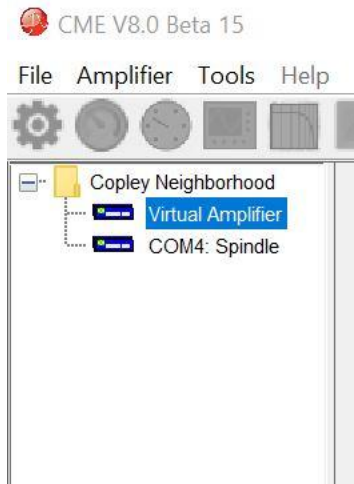 CME V8.0 Beta 15
File Amplifier Tools Help
Copley Neighborhood
Virtual Amplifier
COM4: Spindle